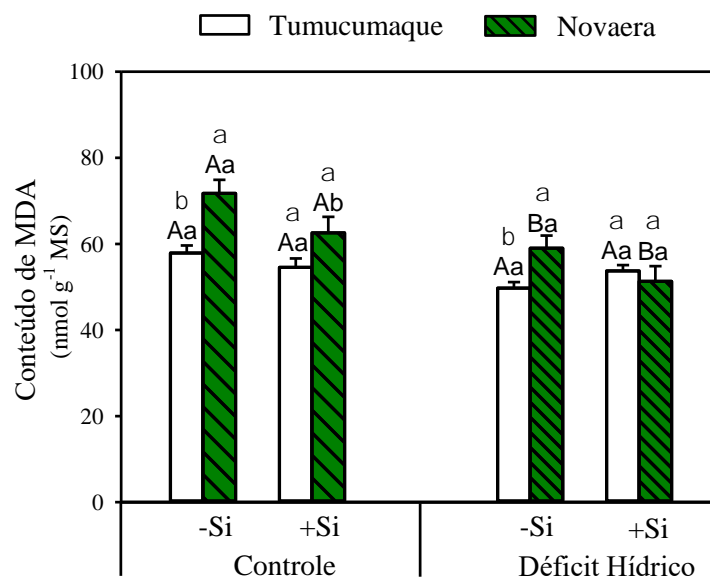 Tumucumaque Novaera
100
80
60
40
20
0
Conteúdo de MDA
(nmol g⁻¹ MS)
b
Aa
a
Aa
a
Aa
a
Ab
b
Aa
a
Ba
a
Aa
a
Ba
-Si +Si -Si +Si
Controle Déficit Hídrico